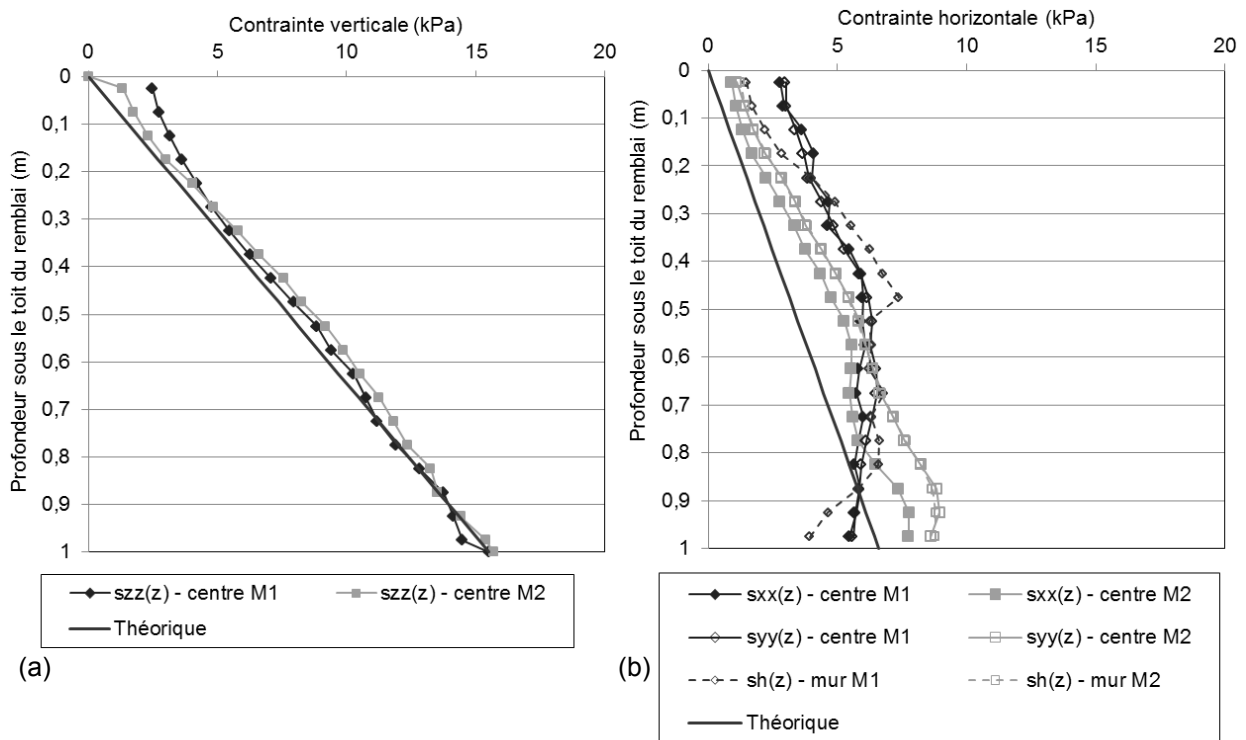 Contrainte verticale (kPa)
0 5 10 15 20
0
0,1
0,2
0,3
0,4
0,5
0,6
0,7
0,8
0,9
1
Profondeur sous le toit du remblai (m)
szz(z) - centre M1
szz(z) - centre M2
Théorique
(a)
Contrainte horizontale (kPa)
0 5 10 15 20
0
0,1
0,2
0,3
0,4
0,5
0,6
0,7
0,8
0,9
1
Profondeur sous le toit du remblai (m)
sxx(z) - centre M1
sxx(z) - centre M2
syy(z) - centre M1
syy(z) - centre M2
sh(z) - mur M1
sh(z) - mur M2
Théorique
(b)